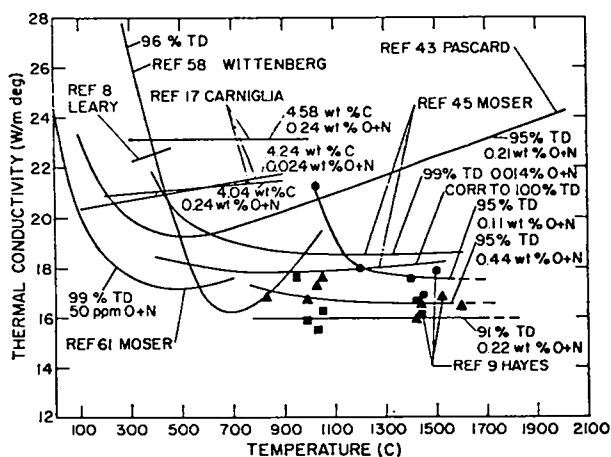 28
26
24
22
20
18
16
14
12
THERMAL CONDUCTIVITY (W/m deg)
96 % TD
REF 58 WITTENBERG
REF 43 PASCARD
REF 8
LEARY
REF 17 CARNIGLIA
REF 45 MOSER
4.58 wt %C
0.24 wt % O+N
4.24 wt %C
0.024 wt % O+N
4.04 wt %C
0.24 wt % O+N
95% TD
0.21 wt % O+N
99% TD 0.014% O+N
CORR TO 100% TD
95% TD
0.11 wt % O+N
95% TD
0.44 wt % O+N
99 % TD
50 ppm O+N
91% TD
0.22 wt % O+N
REF 61 MOSER
REF 9 HAYES
100 300 500 700 900 1100 1300 1500 1700 1900 2100
TEMPERATURE (C)